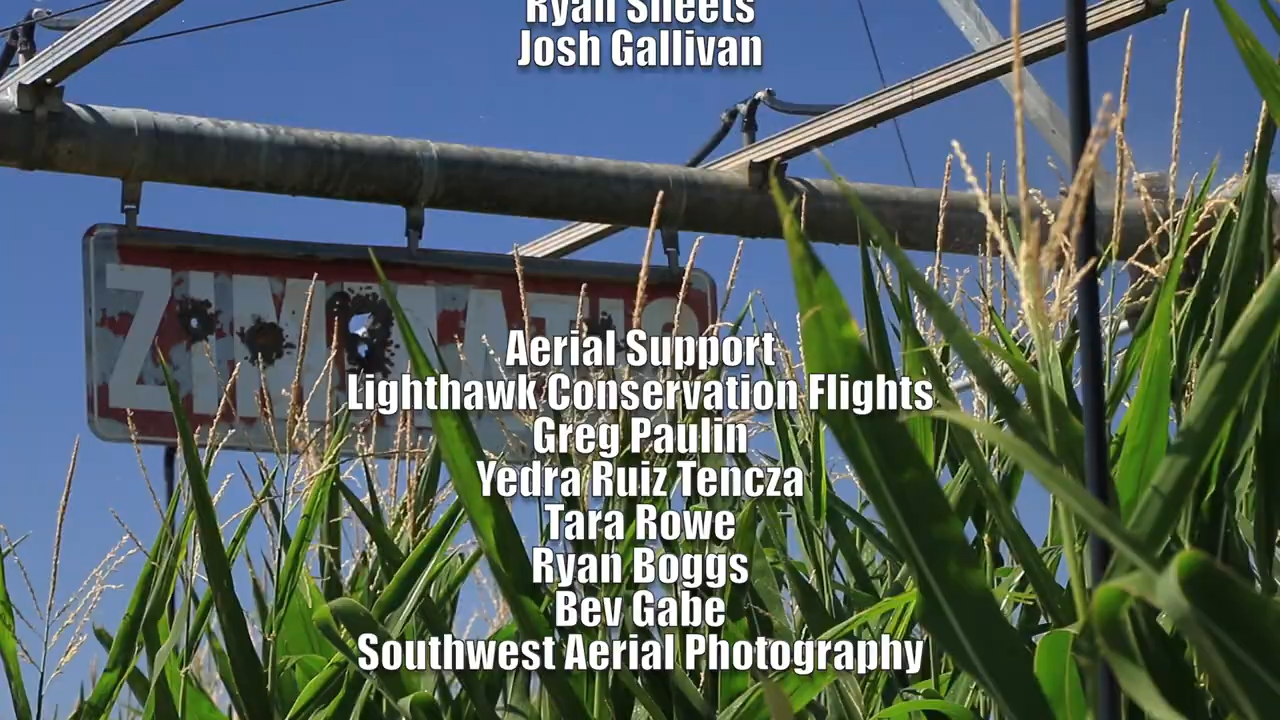 Ryan Sheets
Josh Gallivan
ZIMMATIC
Aerial Support
Lighthawk Conservation Flights
Greg Paulin
Yedra Ruiz Tencza
Tara Rowe
Ryan Boggs
Bev Gabe
Southwest Aerial Photography